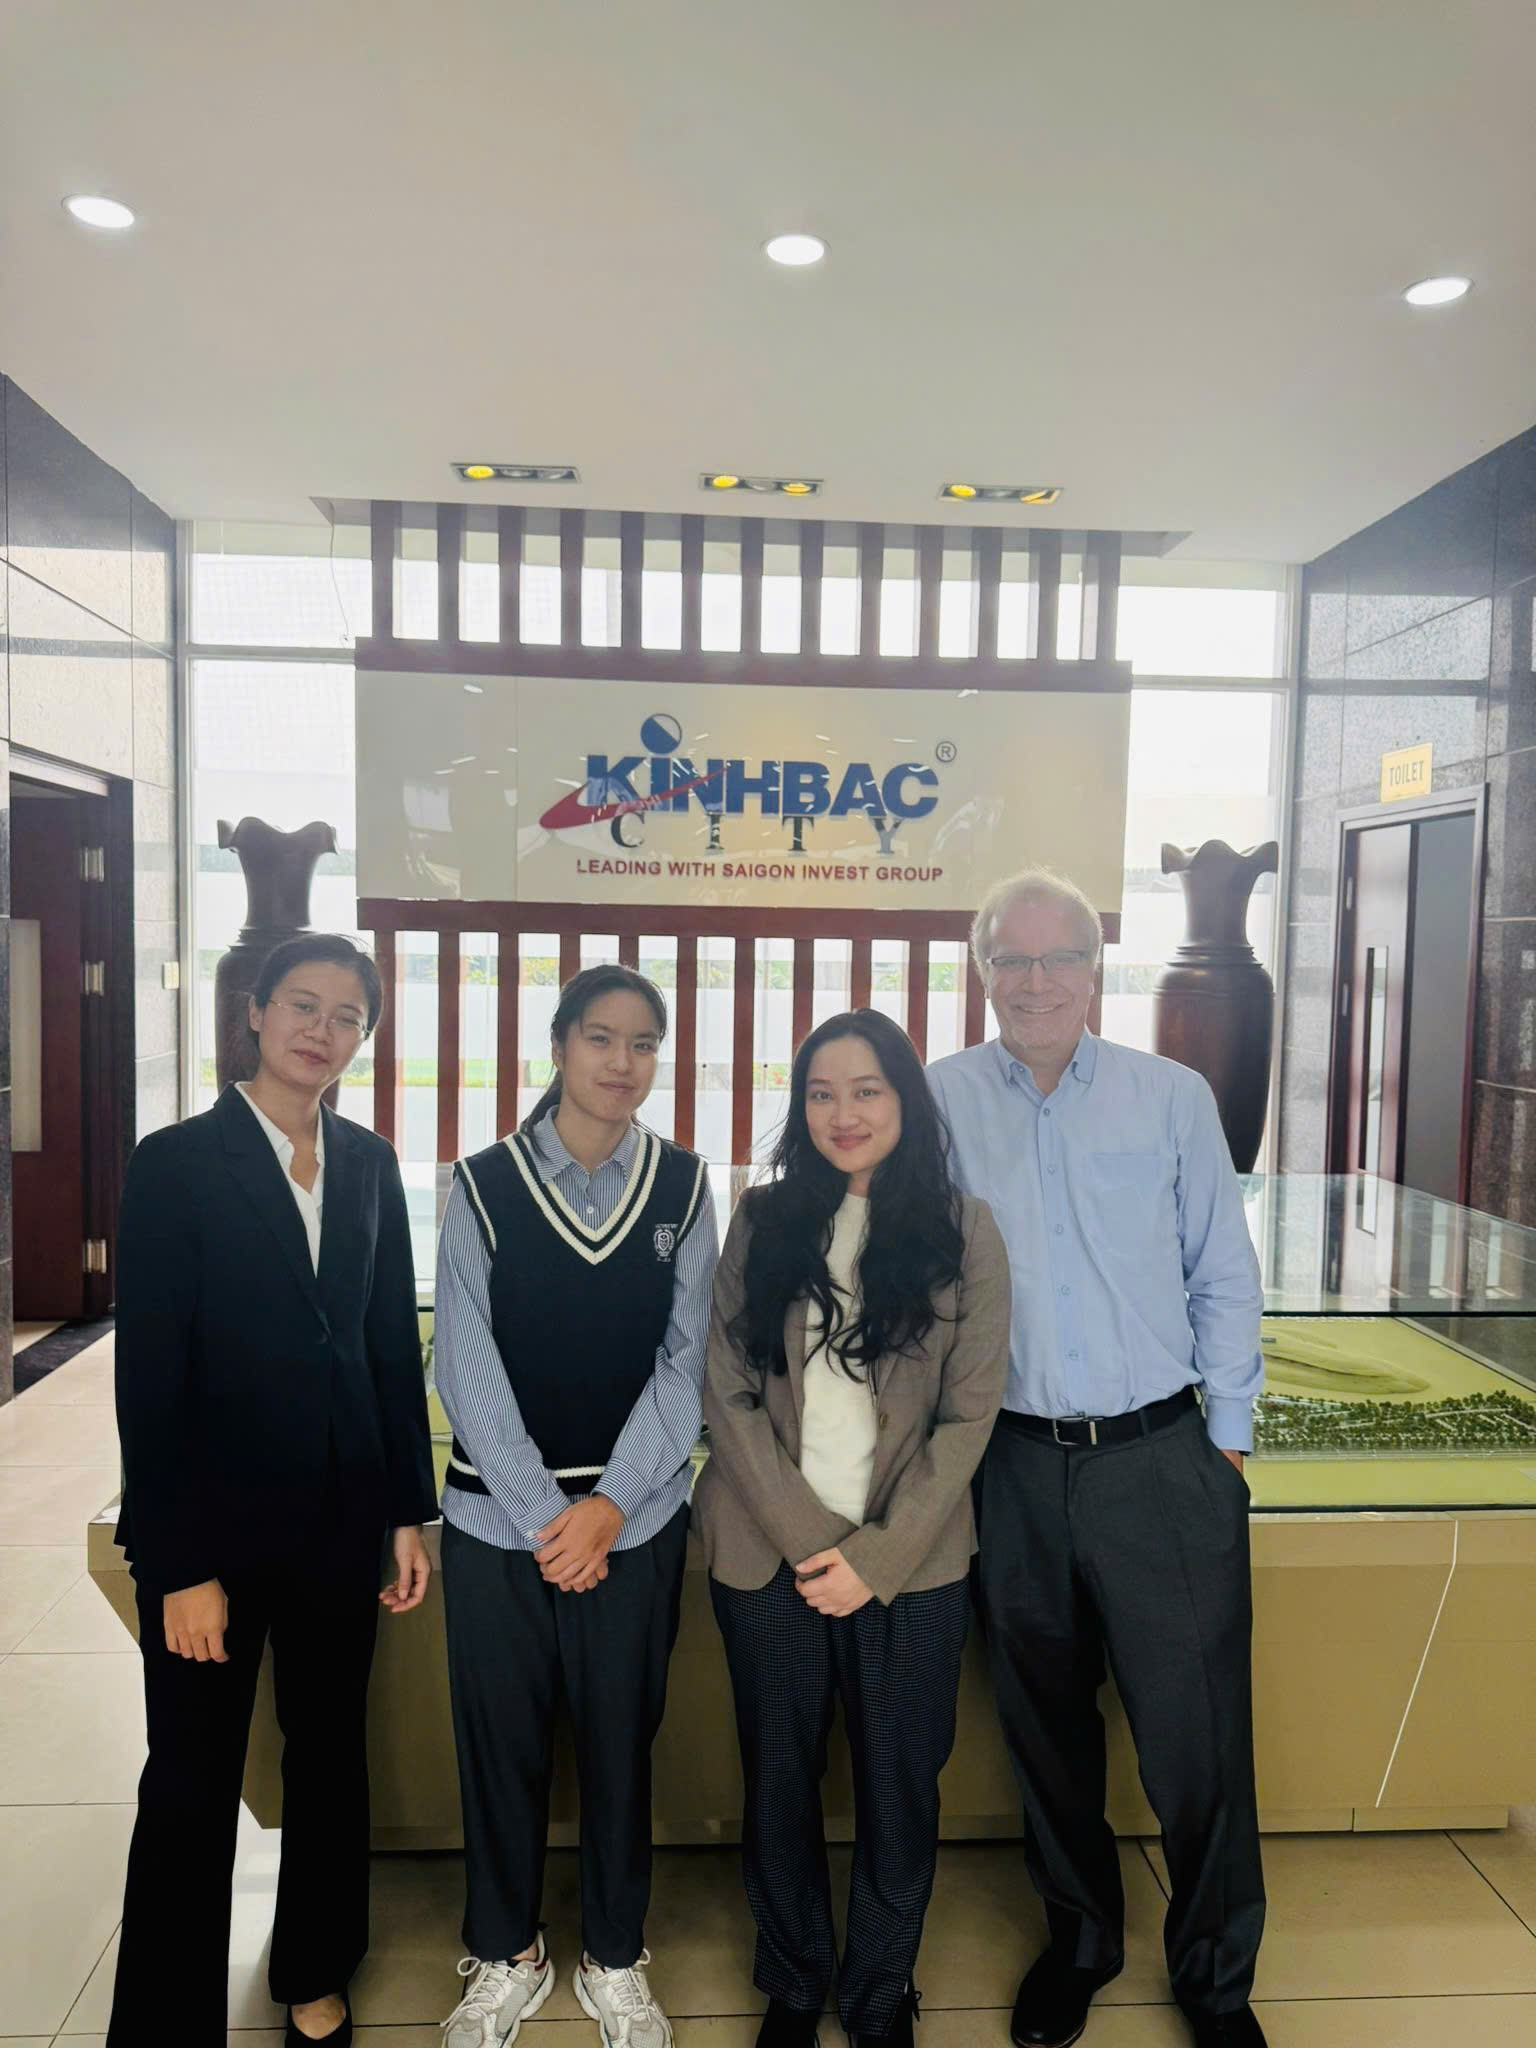 KINHBAC®
CITY
LEADING WITH SAIGON INVEST GROUP
TOILET